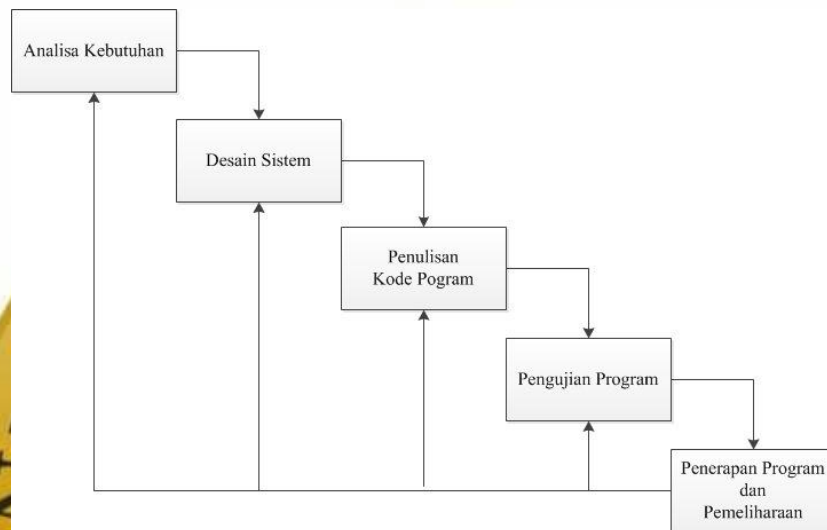 Analisa Kebutuhan
Desain Sistem
Penulisan
Kode Pogram
Pengujian Program
Penerapan Program
dan
Pemeliharaan